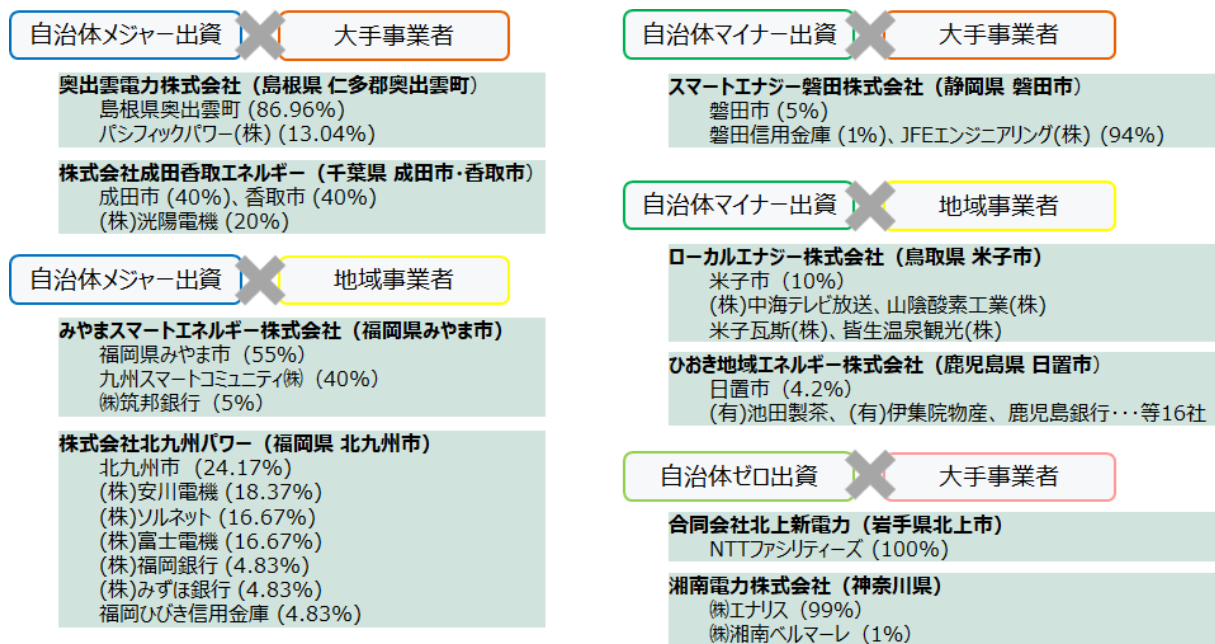 自治体メジャー出資 大手事業者
奥出雲電力株式会社（島根県 仁多郡奥出雲町）
島根県奥出雲町 (86.96%)
パシフィックパワー(株) (13.04%)
株式会社成田香取エネルギー（千葉県 成田市・香取市）
成田市 (40%)、香取市 (40%)
(株)洸陽電機 (20%)
自治体メジャー出資 地域事業者
みやまスマートエネルギー株式会社（福岡県みやま市）
福岡県みやま市（55%）
九州スマートコミュニティ㈱（40%）
㈱筑邦銀行（5%）
株式会社北九州パワー（福岡県 北九州市）
北九州市（24.17%)
(株)安川電機 (18.37%)
(株)ソルネット (16.67%)
(株)富士電機 (16.67%)
(株)福岡銀行 (4.83%)
(株)みずほ銀行 (4.83%)
福岡ひびき信用金庫 (4.83%)
自治体マイナー出資 大手事業者
スマートエナジー磐田株式会社（静岡県 磐田市）
磐田市 (5%)
磐田信用金庫 (1%)、JFEエンジニアリング(株) (94%)
自治体マイナー出資 地域事業者
ローカルエナジー株式会社（鳥取県 米子市）
米子市（10%）
(株)中海テレビ放送、山陰酸素工業(株)
米子瓦斯(株)、皆生温泉観光(株)
ひおき地域エネルギー株式会社（鹿児島県 日置市）
日置市（4.2%）
(有)池田製茶、(有)伊集院物産、鹿児島銀行･･･等16社
自治体ゼロ出資 大手事業者
合同会社北上新電力（岩手県北上市）
NTTファシリティーズ (100%)
湘南電力株式会社（神奈川県）
㈱エナリス（99%）
㈱湘南ベルマーレ（1%）